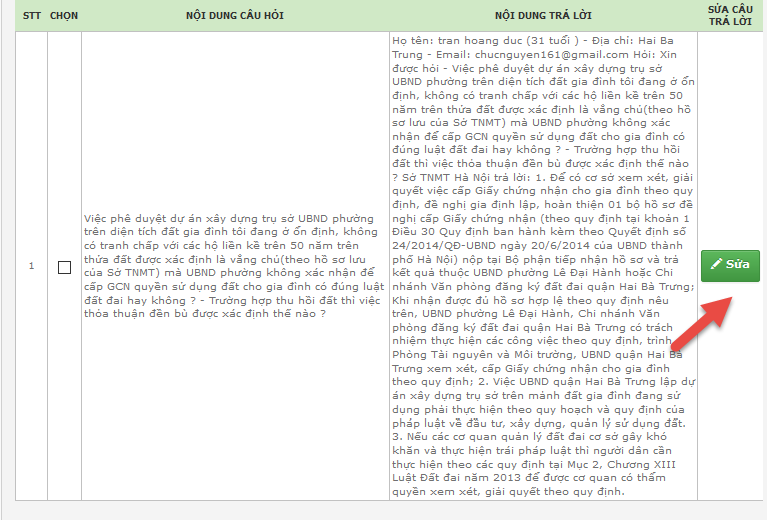 STT CHỌN NỘI DUNG CÂU HỎI NỘI DUNG TRẢ LỜI SỬA CÂU TRẢ LỜI
1
Việc phê duyệt dự án xây dựng trụ sở UBND phường
trên diện tích đất gia đình tôi đang ở ổn định, không
có tranh chấp với các hộ liền kề trên 50 năm trên
thửa đất được xác định là vắng chủ(theo hồ sơ lưu
của Sở TNMT) mà UBND phường không xác nhận để
cấp GCN quyền sử dụng đất cho gia đình có đúng luật
đất đai hay không ? - Trường hợp thu hồi đất thì việc
thỏa thuận đền bù được xác định thế nào ?
Họ tên: tran hoang duc (31 tuổi ) - Địa chỉ: Hai Ba
Trung - Email: chucnguyen161@gmail.com Hỏi: Xin
được hỏi - Việc phê duyệt dự án xây dựng trụ sở
UBND phường trên diện tích đất gia đình tôi đang ở ổn
định, không có tranh chấp với các hộ liền kề trên 50
năm trên thửa đất được xác định là vắng chủ(theo hồ
sơ lưu của Sở TNMT) mà UBND phường không xác
nhận để cấp GCN quyền sử dụng đất cho gia đình có
đúng luật đất đai hay không ? - Trường hợp thu hồi
đất thì việc thỏa thuận đền bù được xác định thế nào
? Sở TNMT Hà Nội trả lời: 1. Để có cơ sở xem xét, giải
quyết việc cấp Giấy chứng nhận cho gia đình theo quy
định, đề nghị gia định lập, hoàn thiện 01 bộ hồ sơ đề
nghị cấp Giấy chứng nhận (theo quy định tại khoản 1
Điều 30 Quy định ban hành kèm theo Quyết định số
24/2014/QĐ-UBND ngày 20/6/2014 của UBND thành
phố Hà Nội) nộp tại Bộ phận tiếp nhận hồ sơ và trả
kết quả thuộc UBND phường Lê Đại Hành hoặc Chi
nhánh Văn phòng đăng ký đất đai quận Hai Bà Trưng;
Khi nhận được đủ hồ sơ hợp lệ theo quy định nêu
trên, UBND phường Lê Đại Hành, Chi nhánh Văn
phòng đăng ký đất đai quận Hai Bà Trưng có trách
nhiệm thực hiện các công việc theo quy định, trình
Phòng Tài nguyên và Môi trường, UBND quận Hai Bà
Trưng xem xét, cấp Giấy chứng nhận cho gia đình
theo quy định; 2. Việc UBND quận Hai Bà Trưng lập dự
án xây dựng trụ sở trên mảnh đất gia đình đang sử
dụng phải thực hiện theo quy hoạch và quy định của
pháp luật về đầu tư, xây dựng, quản lý sử dụng đất.
3. Nếu các cơ quan quản lý đất đai cơ sở gây khó
khăn và thực hiện trái pháp luật thì người dân cần
thực hiện theo các quy định tại Mục 2, Chương XIII
Luật Đất đai năm 2013 để được cơ quan có thẩm
quyền xem xét, giải quyết theo quy định.
Sửa